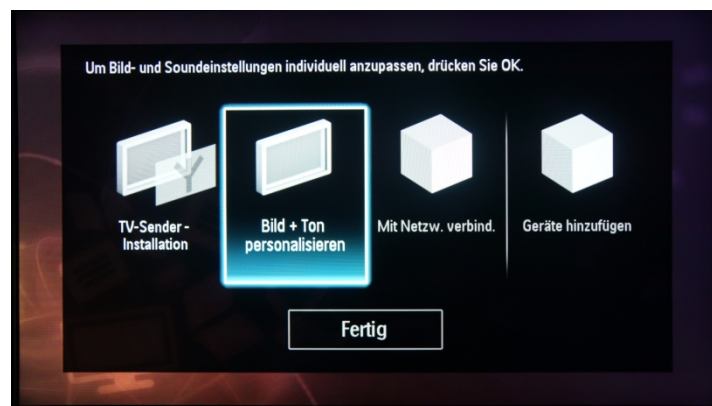 Um Bild- und Soundeinstellungen individuell anzupassen, drücken Sie OK.
TV-Sender -
Installation
Bild + Ton
personalisieren
Mit Netzw. verbind.
Geräte hinzufügen
Fertig